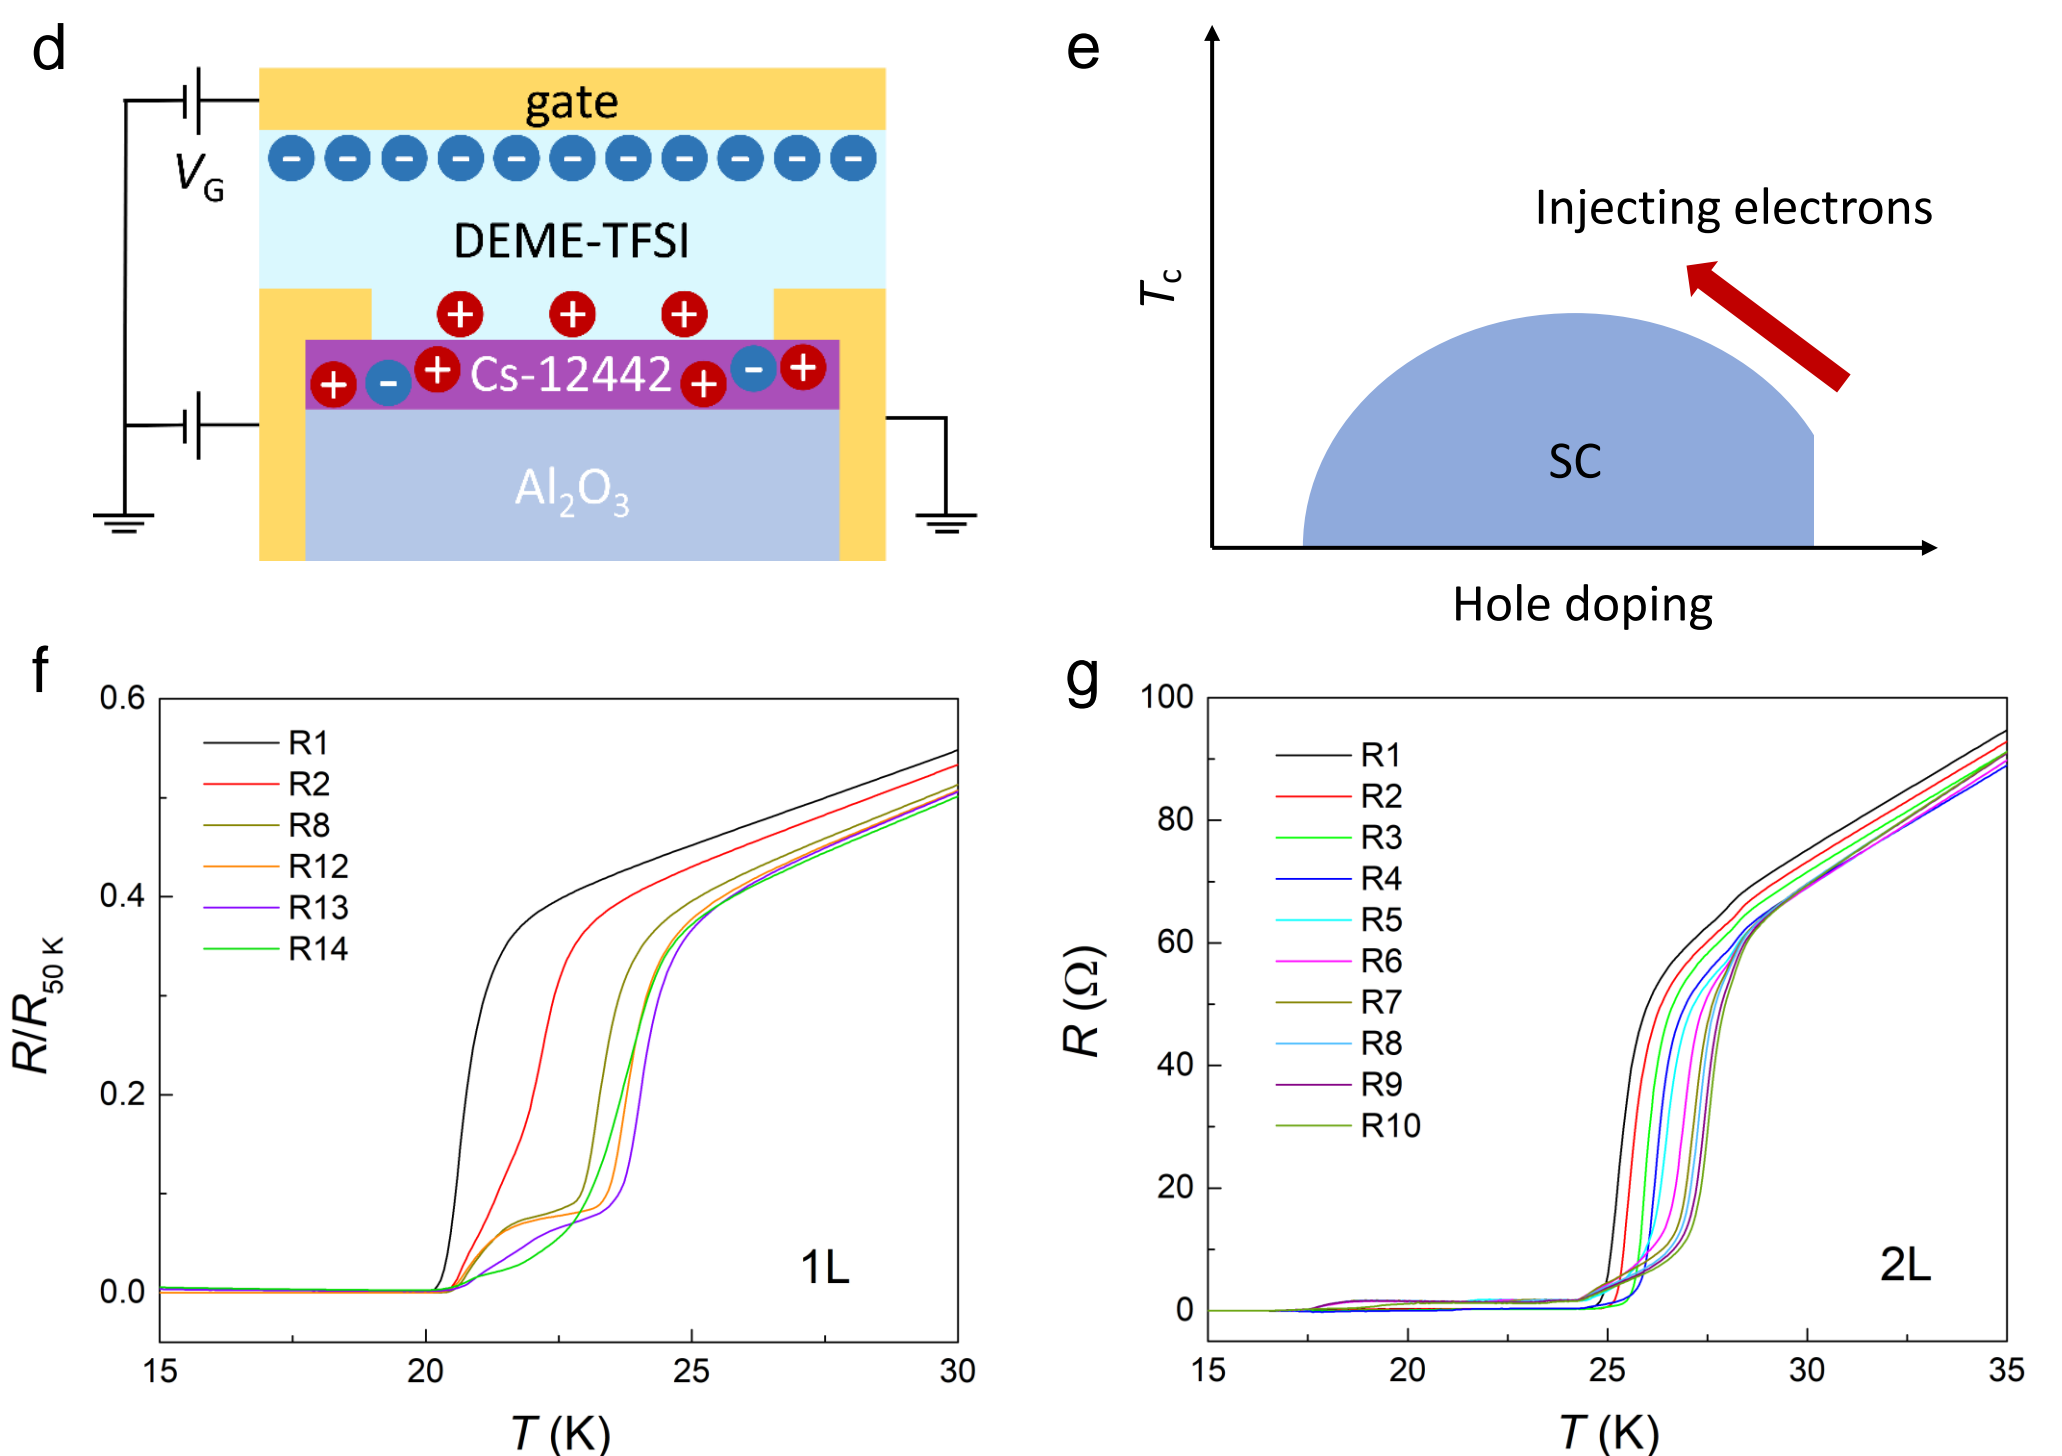 d
gate
V_G
DEME-TFSI
Cs-12442
Al₂O₃
- - - - - - - - - - -
+ + +
+ - + + - +
e
Injecting electrons
T_c
SC
Hole doping
f
0.6
0.4
0.2
0.0
R/R_50 K
R1
R2
R8
R12
R13
R14
1L
15 20 25 30
T (K)
g
100
80
60
40
20
0
R (Ω)
R1
R2
R3
R4
R5
R6
R7
R8
R9
R10
2L
15 20 25 30 35
T (K)